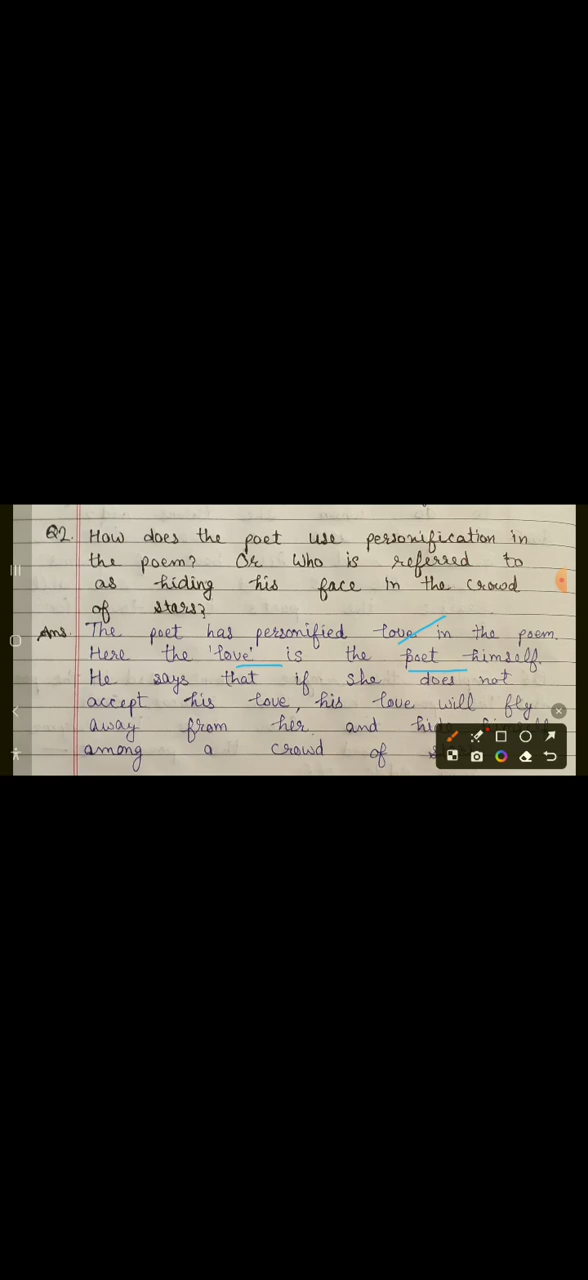 Q2. How does the poet use personification in
the poem? Or Who is referred to
as hiding his face in the crowd
of stars?
Ans. The poet has personified love in the poem.
Here the 'love' is the poet himself.
He says that if she does not
accept his love, his love will fly
away from her and
among a crowd of